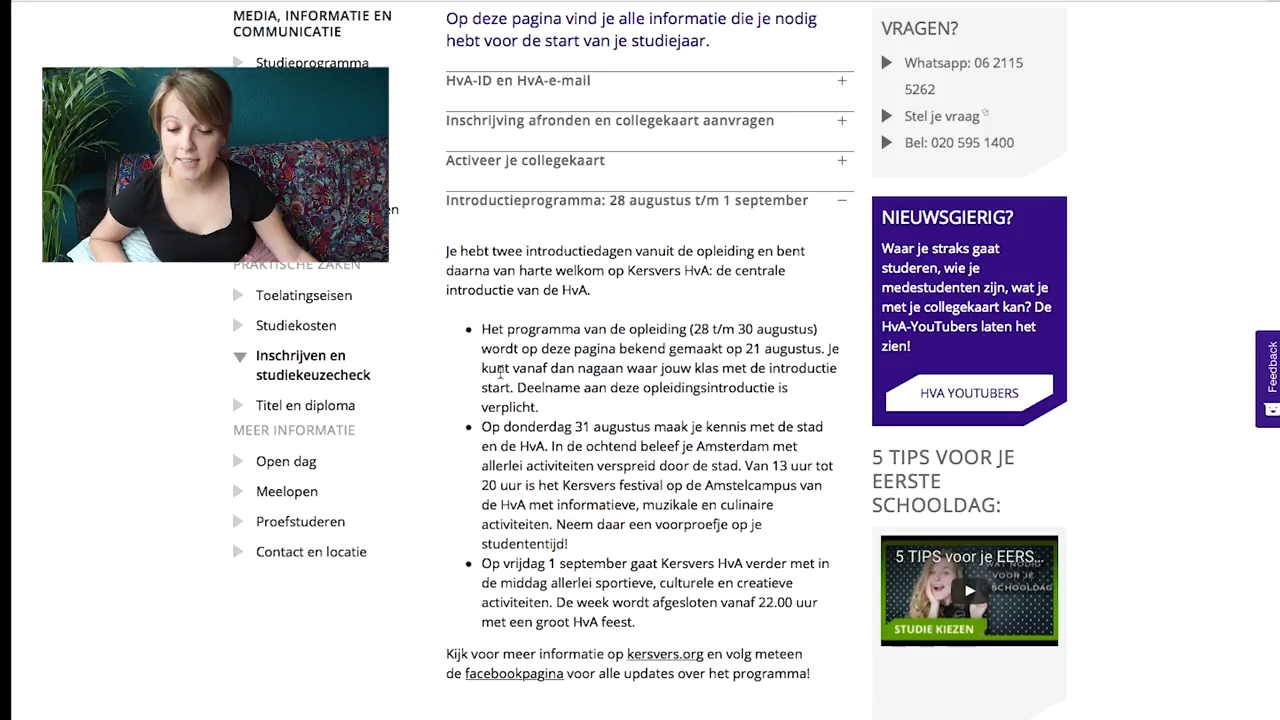 MEDIA, INFORMATIE EN
COMMUNICATIE
Studieprogramma
en
PRAKTISCHE ZAKEN
Toelatingseisen
Studiekosten
Inschrijven en
studiekeuzecheck
Titel en diploma
MEER INFORMATIE
Open dag
Meelopen
Proefstuderen
Contact en locatie
Op deze pagina vind je alle informatie die je nodig
hebt voor de start van je studiejaar.
HvA-ID en HvA-e-mail
Inschrijving afronden en collegekaart aanvragen
Activeer je collegekaart
Introductieprogramma: 28 augustus t/m 1 september
Je hebt twee introductiedagen vanuit de opleiding en bent
daarna van harte welkom op Kersvers HvA: de centrale
introductie van de HvA.
Het programma van de opleiding (28 t/m 30 augustus)
wordt op deze pagina bekend gemaakt op 21 augustus. Je
kunt vanaf dan nagaan waar jouw klas met de introductie
start. Deelname aan deze opleidingsintroductie is
verplicht.
Op donderdag 31 augustus maak je kennis met de stad
en de HvA. In de ochtend beleef je Amsterdam met
allerlei activiteiten verspreid door de stad. Van 13 uur tot
20 uur is het Kersvers festival op de Amstelcampus van
de HvA met informatieve, muzikale en culinaire
activiteiten. Neem daar een voorproefje op je
studententijd!
Op vrijdag 1 september gaat Kersvers HvA verder met in
de middag allerlei sportieve, culturele en creatieve
activiteiten. De week wordt afgesloten vanaf 22.00 uur
met een groot HvA feest.
Kijk voor meer informatie op kersvers.org en volg meteen
de facebookpagina voor alle updates over het programma!
VRAGEN?
Whatsapp: 06 2115
5262
Stel je vraag
Bel: 020 595 1400
NIEUWSGIERIG?
Waar je straks gaat
studeren, wie je
medestudenten zijn, wat je
met je collegekaart kan? De
HvA-YouTubers laten het
zien!
HVA YOUTUBERS
5 TIPS VOOR JE
EERSTE
SCHOOLDAG:
5 TIPS voor je EERS...
WAT NODIG
VOOR JE
SCHOOLDAG
STUDIE KIEZEN
Feedback